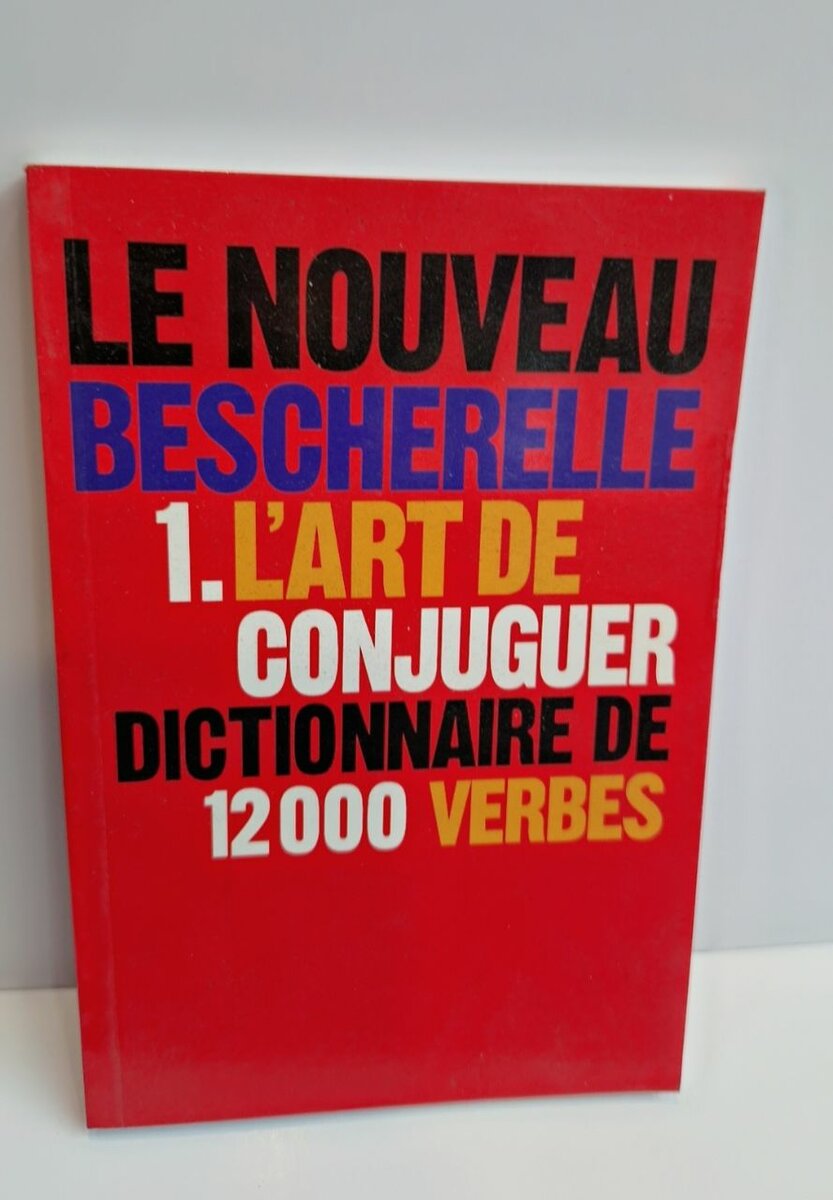 LE NOUVEAU
BESCHERELLE
1. L'ART DE
CONJUGUER
DICTIONNAIRE DE
12000 VERBES